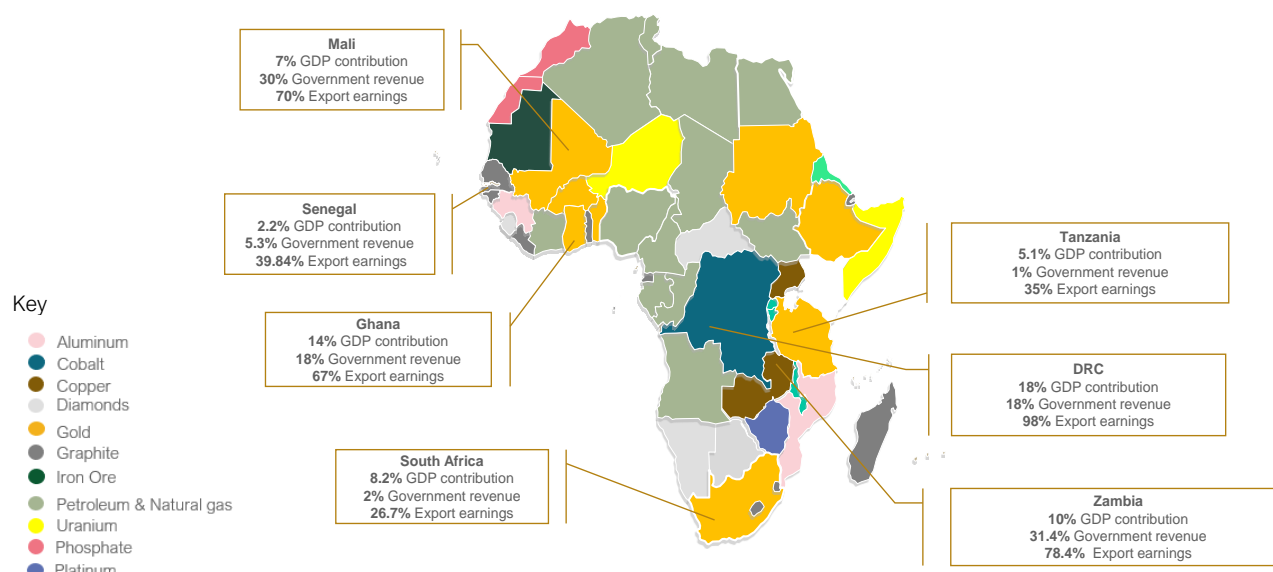 Mali
7% GDP contribution
30% Government revenue
70% Export earnings
Senegal
2.2% GDP contribution
5.3% Government revenue
39.84% Export earnings
Ghana
14% GDP contribution
18% Government revenue
67% Export earnings
South Africa
8.2% GDP contribution
2% Government revenue
26.7% Export earnings
Tanzania
5.1% GDP contribution
1% Government revenue
35% Export earnings
DRC
18% GDP contribution
18% Government revenue
98% Export earnings
Zambia
10% GDP contribution
31.4% Government revenue
78.4% Export earnings
Key
Aluminum
Cobalt
Copper
Diamonds
Gold
Graphite
Iron Ore
Petroleum & Natural gas
Uranium
Phosphate
Platinum